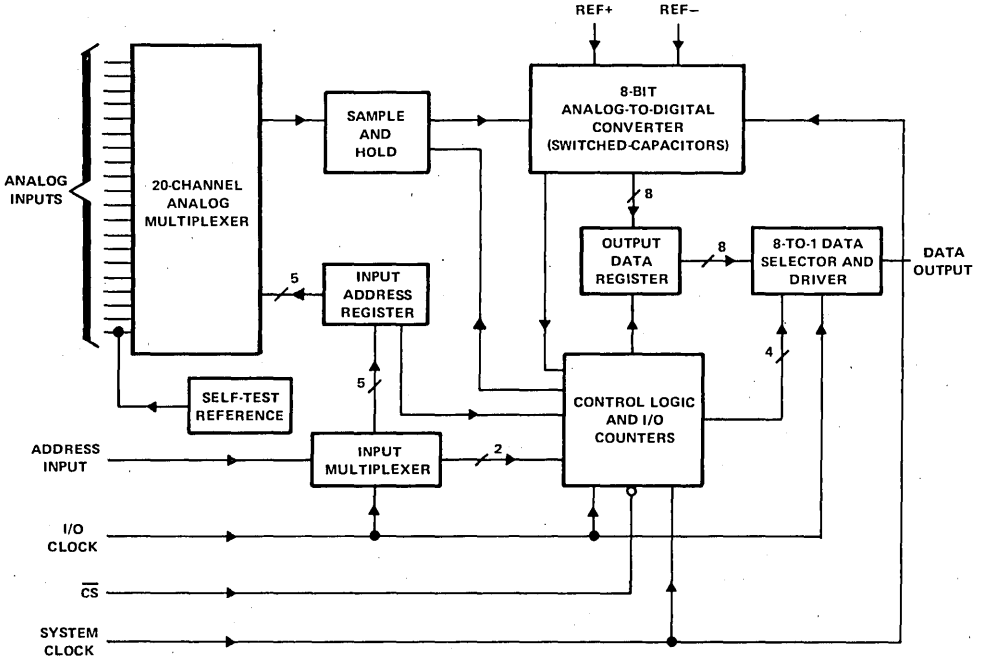 REF+
REF−
8-BIT
ANALOG-TO-DIGITAL
CONVERTER
(SWITCHED-CAPACITORS)
SAMPLE
AND
HOLD
ANALOG
INPUTS
20-CHANNEL
ANALOG
MULTIPLEXER
8
OUTPUT
DATA
REGISTER
8
8-TO-1 DATA
SELECTOR AND
DRIVER
DATA
OUTPUT
5
INPUT
ADDRESS
REGISTER
4
5
SELF-TEST
REFERENCE
CONTROL LOGIC
AND I/O
COUNTERS
ADDRESS
INPUT
INPUT
MULTIPLEXER
2
I/O
CLOCK
C̅S̅
SYSTEM
CLOCK